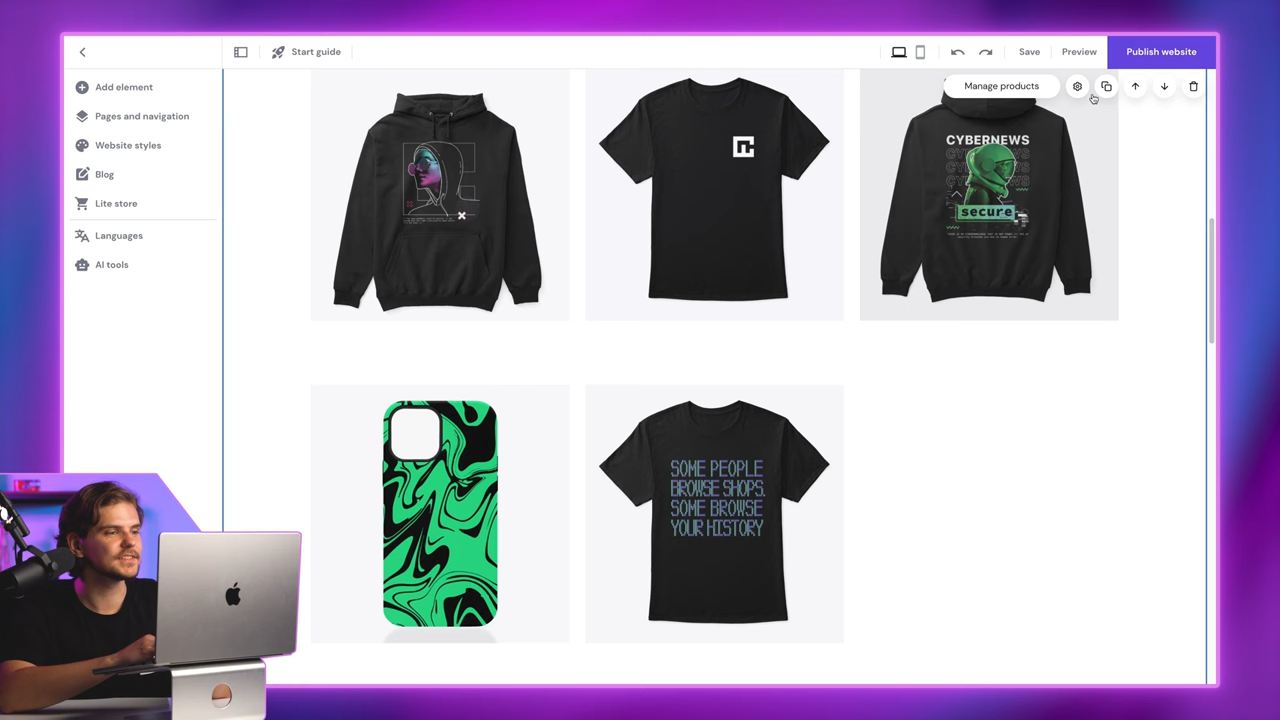 Start guide
Save
Preview
Publish website
Add element
Pages and navigation
Website styles
Blog
Lite store
Languages
AI tools
Manage products
CYBERNEWS
secure
SOME PEOPLE
BROWSE SHOPS.
SOME BROWSE
YOUR HISTORY